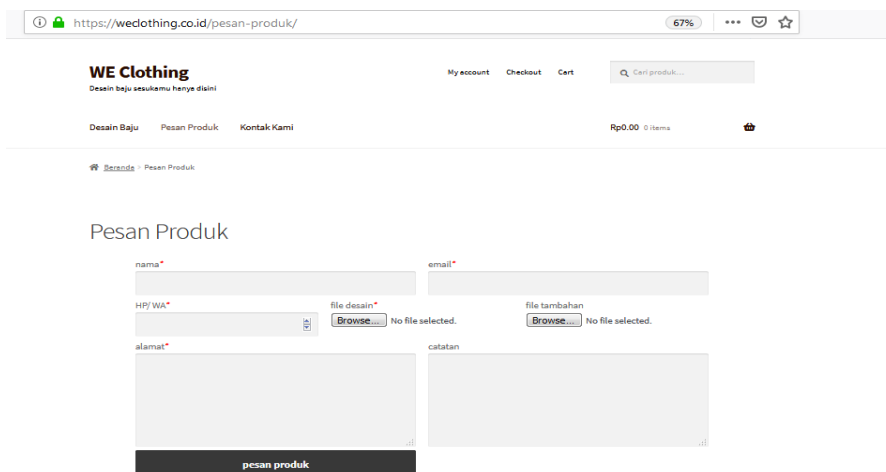 https://weclothing.co.id/pesan-produk/ 67%
WE Clothing
Desain baju sesukamu hanya disini
My account Checkout Cart Cari produk...
Desain Baju Pesan Produk Kontak Kami Rp0.00 0 items
Beranda > Pesan Produk
Pesan Produk
nama* email*
HP/ WA* file desain* file tambahan
Browse... No file selected. Browse... No file selected.
alamat* catatan
pesan produk